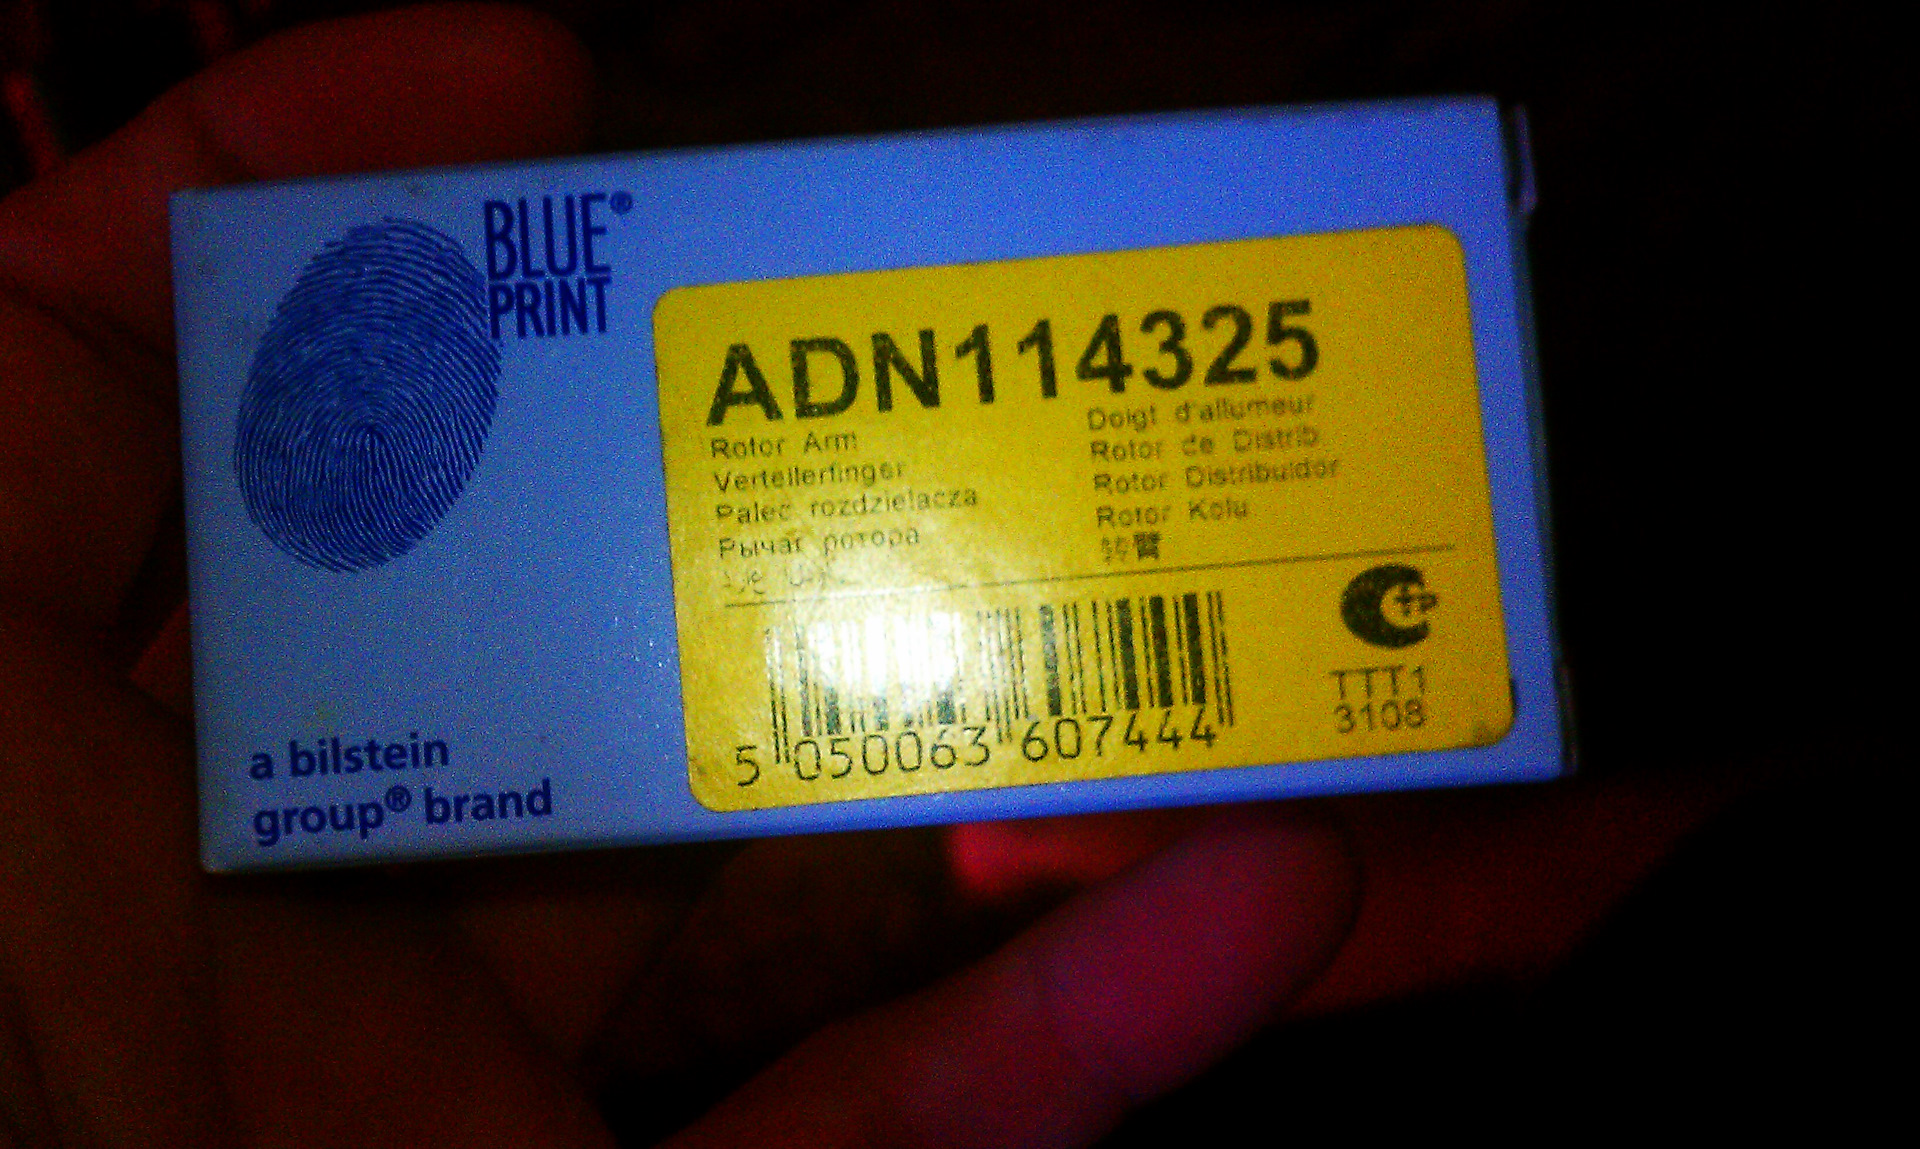 BLUE®
PRINT
ADN114325
Rotor Arm
Verteilerfinger
Palec rozdzielacza
Рычаг ротора
Doigt d'allumeur
Rotor de Distrib
Rotor Distribuidor
Rotor Kolu
臂
5 050063 607444
TTT1
3108
a bilstein
group® brand